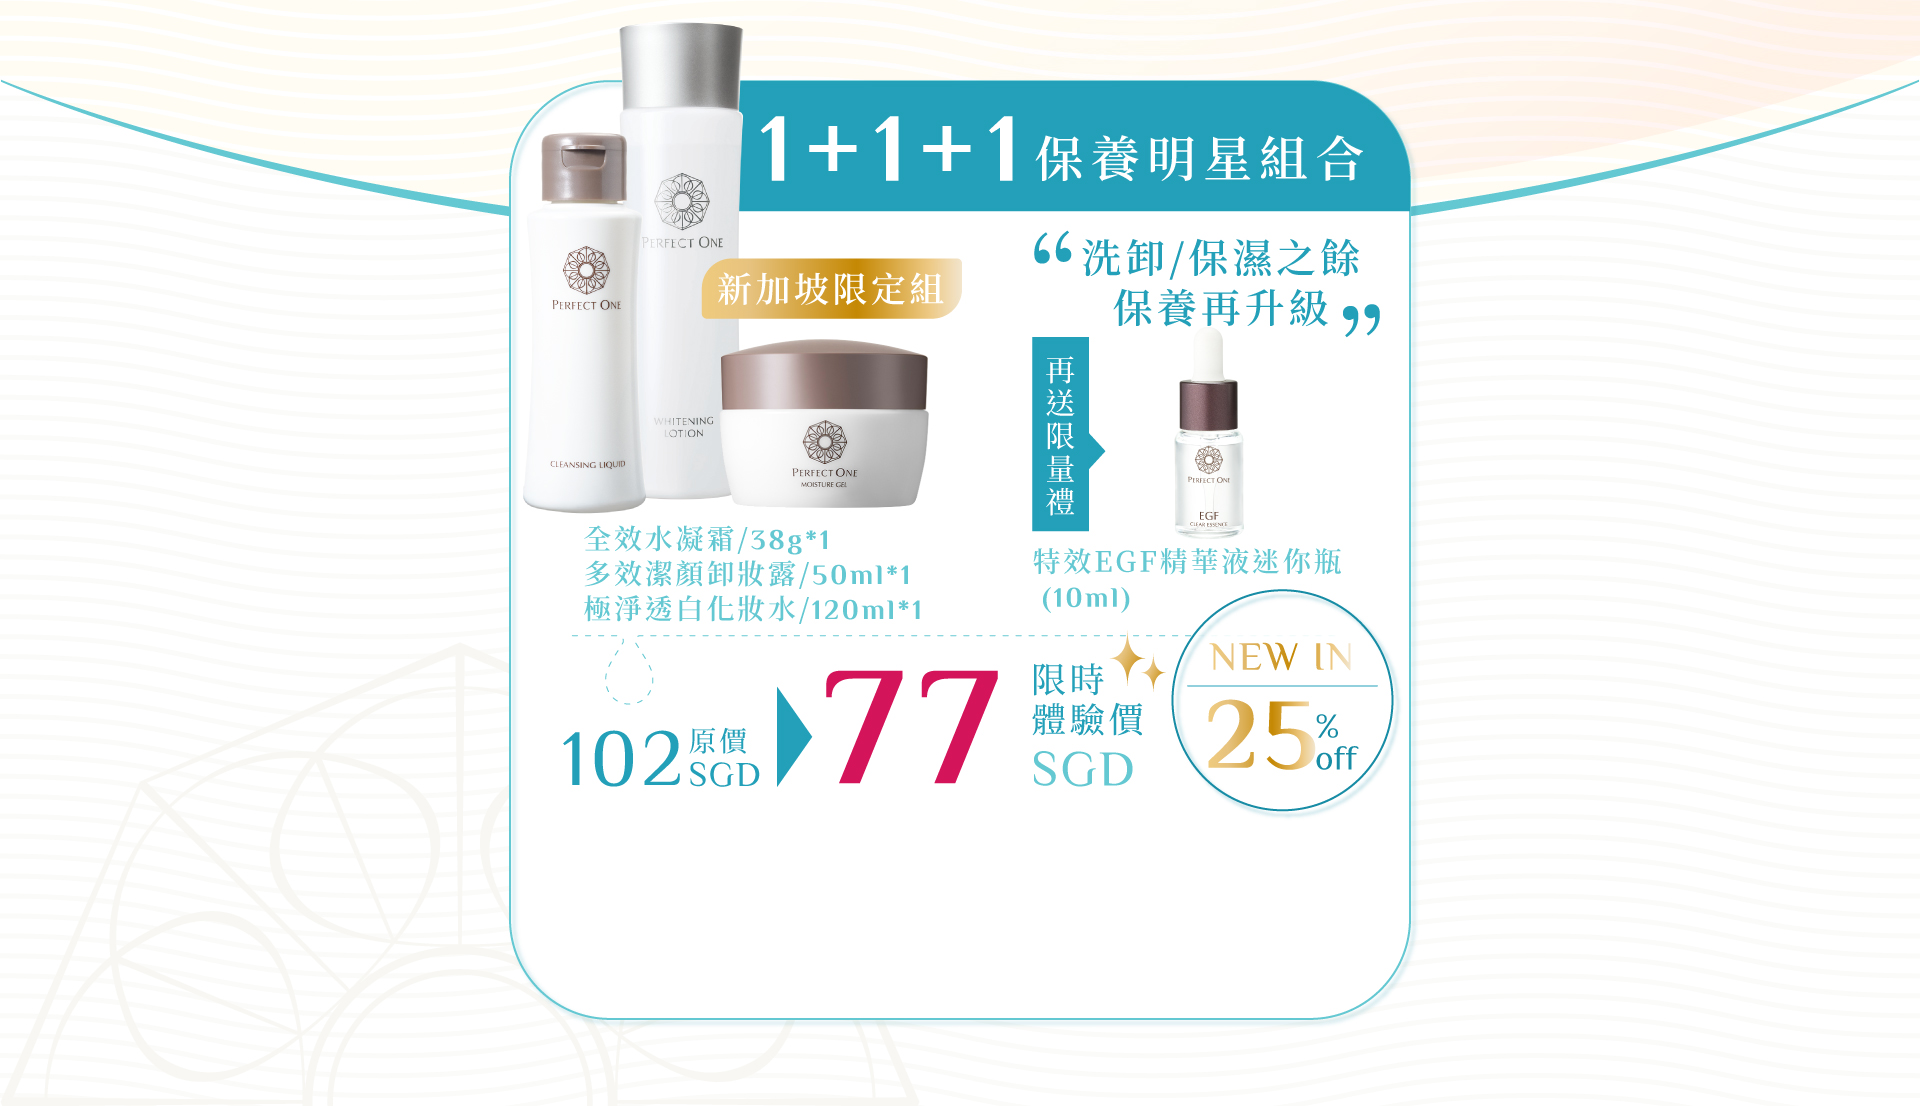 1+1+1保養明星組合
PERFECT ONE
WHITENING
LOTION
PERFECT ONE
CLEANSING LIQUID
新加坡限定組
PERFECT ONE
MOISTURE GEL
“洗卸/保濕之餘
保養再升級”
再送限量禮
PERFECT ONE
EGF
CLEAR ESSENCE
全效水凝霜/38g*1
多效潔顏卸妝露/50ml*1
極淨透白化妝水/120ml*1
特效EGF精華液迷你瓶
(10ml)
102原價
SGD
77
限時
體驗價
SGD
NEW IN
25%
off